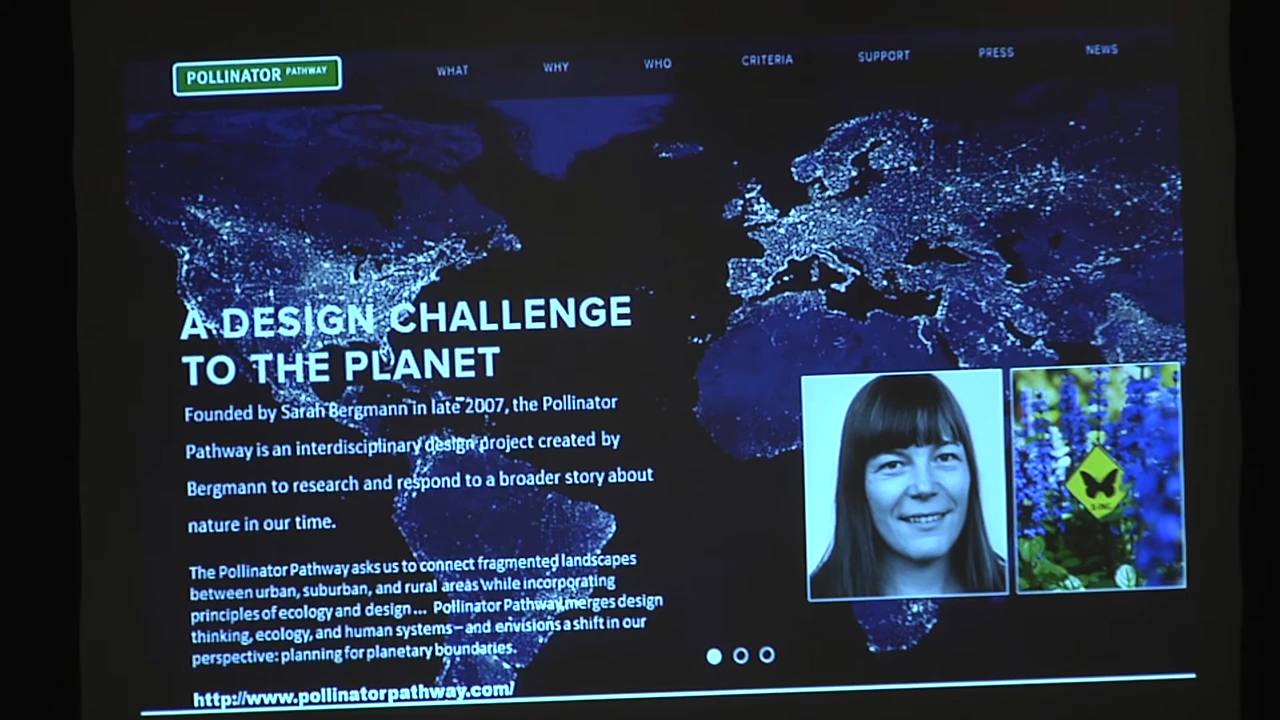 POLLINATOR PATHWAY
WHAT WHY WHO CRITERIA SUPPORT PRESS NEWS
A DESIGN CHALLENGE
TO THE PLANET
Founded by Sarah Bergmann in late 2007, the Pollinator
Pathway is an interdisciplinary design project created by
Bergmann to research and respond to a broader story about
nature in our time.
The Pollinator Pathway asks us to connect fragmented landscapes
between urban, suburban, and rural areas while incorporating
principles of ecology and design... Pollinator Pathway merges design
thinking, ecology, and human systems—and envisions a shift in our
perspective: planning for planetary boundaries.
X-ING
http://www.pollinatorpathway.com/